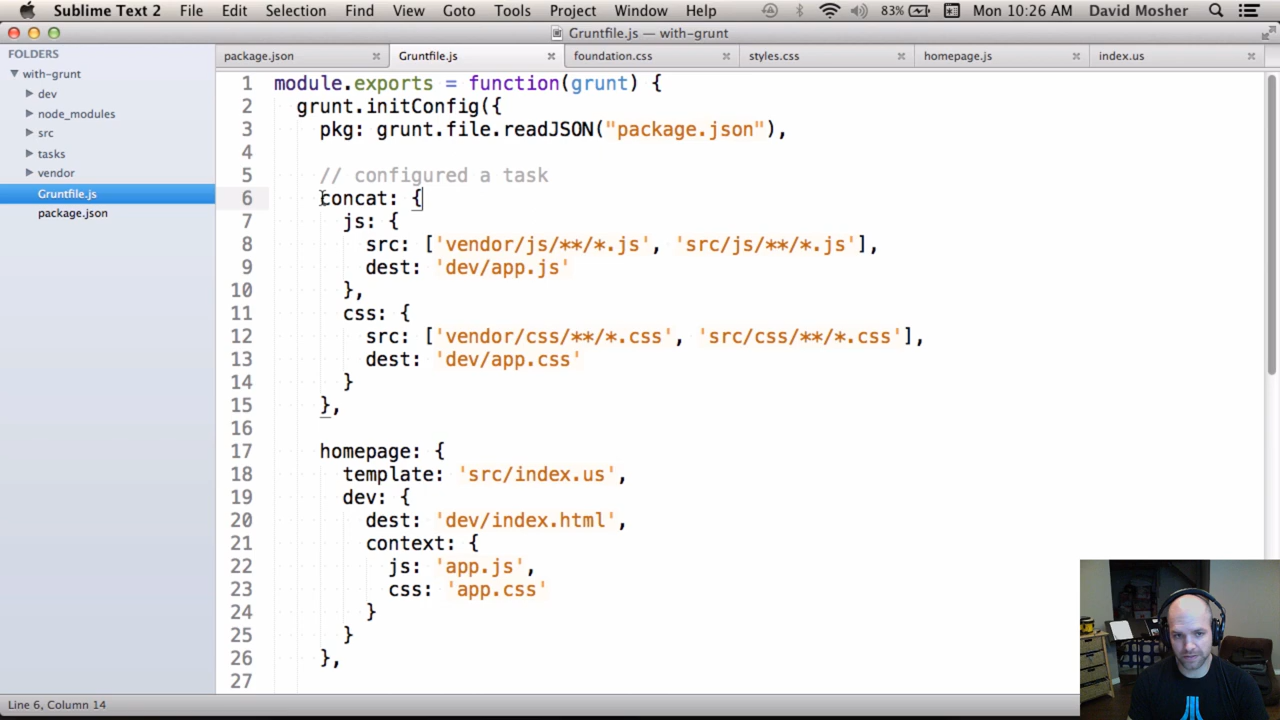 Sublime Text 2 File Edit Selection Find View Goto Tools Project Window Help 83% Mon 10:26 AM David Mosher
Gruntfile.js — with-grunt
FOLDERS
with-grunt
dev
node_modules
src
tasks
vendor
Gruntfile.js
package.json
package.json × Gruntfile.js × foundation.css × styles.css × homepage.js × index.us ×
1 module.exports = function(grunt) {
2 grunt.initConfig({
3 pkg: grunt.file.readJSON("package.json"),
4
5 // configured a task
6 concat: {
7 js: {
8 src: ['vendor/js/**/*.js', 'src/js/**/*.js'],
9 dest: 'dev/app.js'
10 },
11 css: {
12 src: ['vendor/css/**/*.css', 'src/css/**/*.css'],
13 dest: 'dev/app.css'
14 }
15 },
16
17 homepage: {
18 template: 'src/index.us',
19 dev: {
20 dest: 'dev/index.html',
21 context: {
22 js: 'app.js',
23 css: 'app.css'
24 }
25 }
26 },
27
Line 6, Column 14